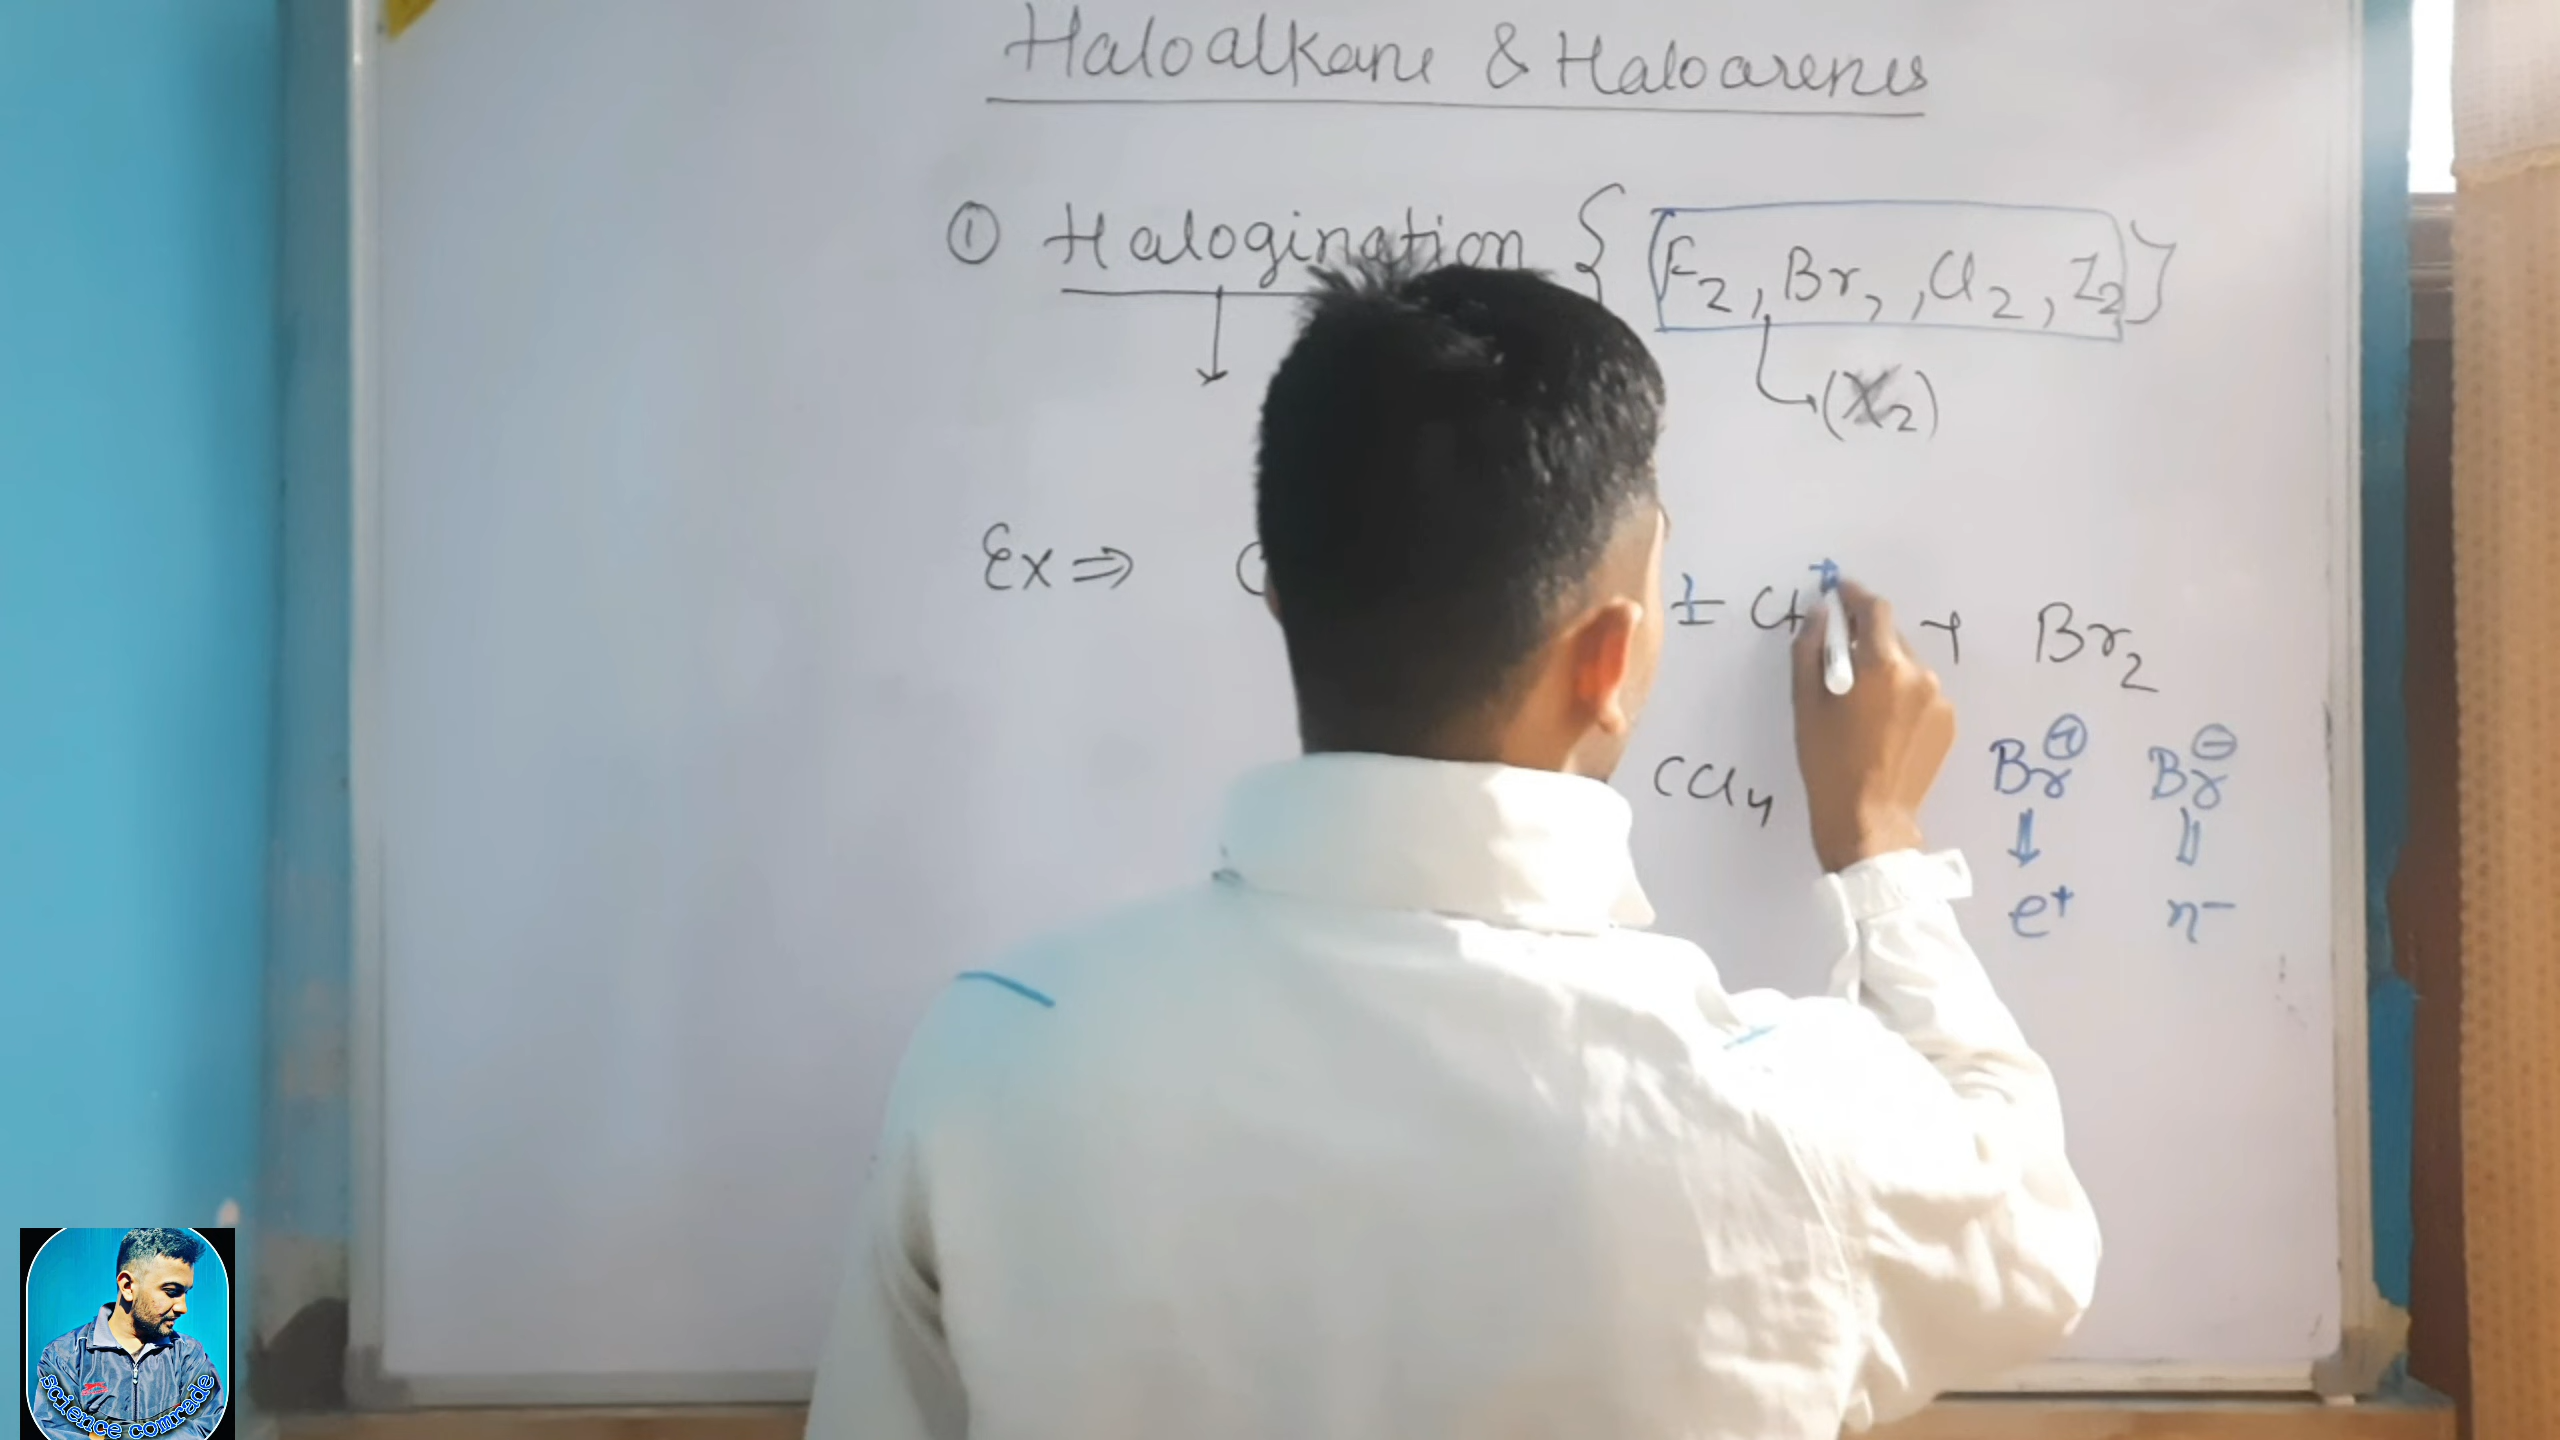 Haloalkane & Haloarenes
① Halogination { F₂, Br₂, Cl₂, I₂ }
(X₂)
Ex ⇒ + Br₂
CCl₄ Br⊕ Br⊖
e⁺ n⁻
science comrade